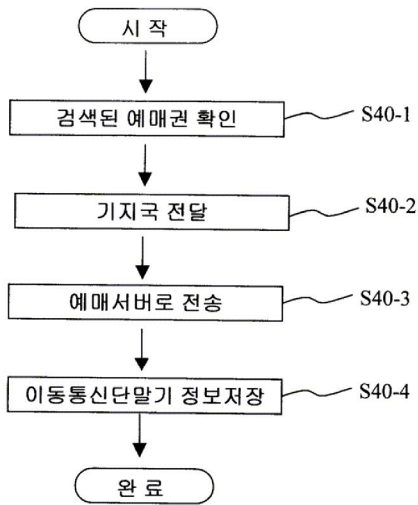 시 작
검색된 예매권 확인
S40-1
기지국 전달
S40-2
예매서버로 전송
S40-3
이동통신단말기 정보저장
S40-4
완 료